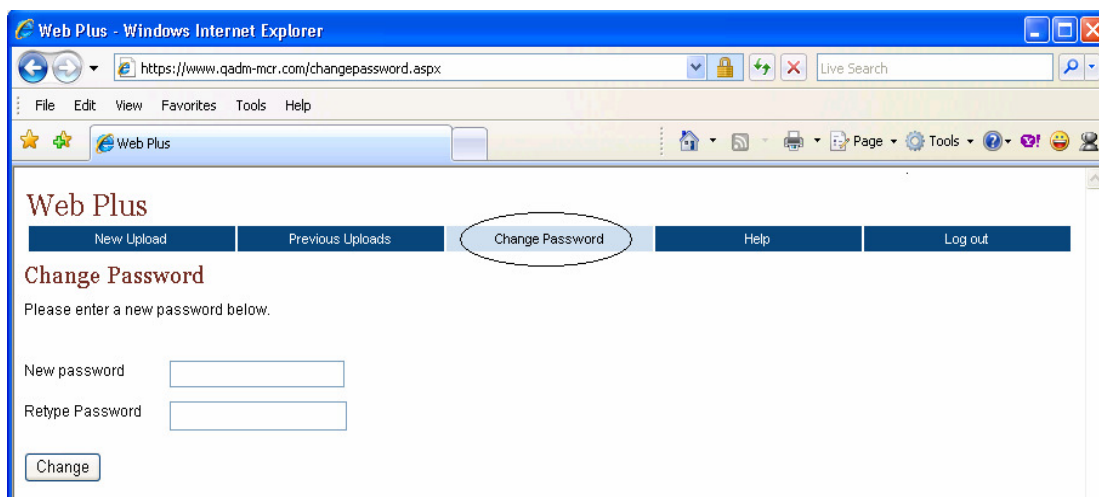 Web Plus - Windows Internet Explorer
https://www.qadm-mcr.com/changepassword.aspx Live Search
File Edit View Favorites Tools Help
Web Plus Page Tools
Web Plus
New Upload Previous Uploads Change Password Help Log out
Change Password
Please enter a new password below.
New password
Retype Password
Change